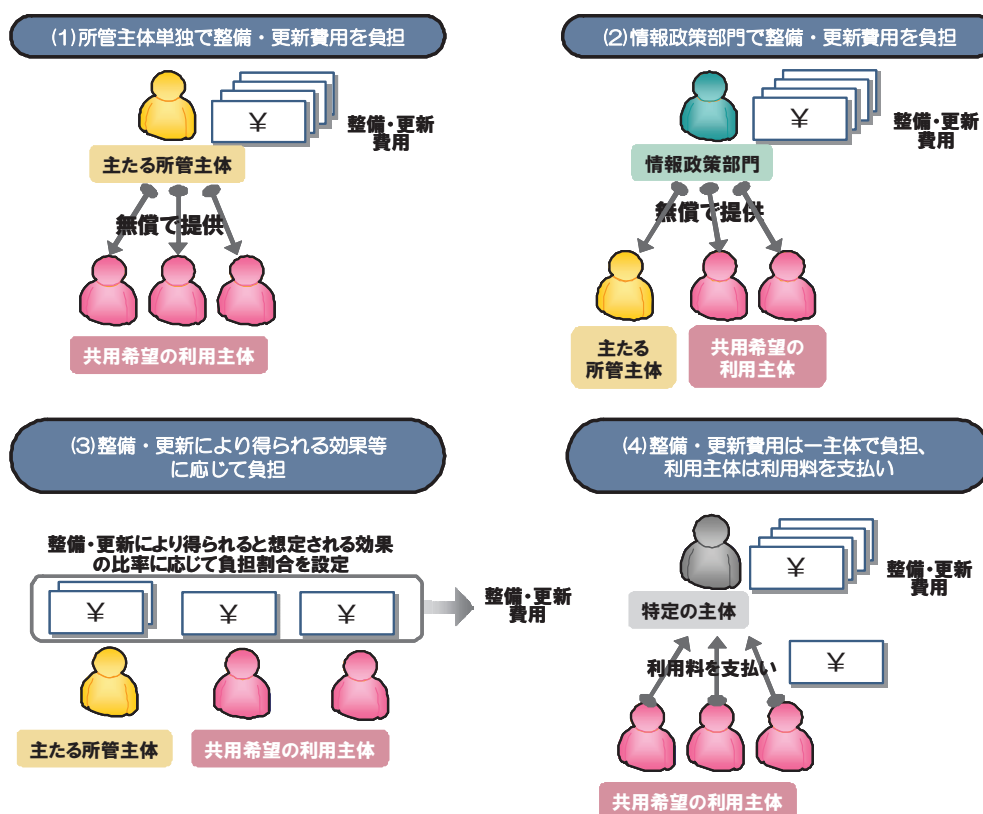 (1)所管主体単独で整備・更新費用を負担
¥
整備・更新
費用
主たる所管主体
無償で提供
共用希望の利用主体
(2)情報政策部門で整備・更新費用を負担
¥
整備・更新
費用
情報政策部門
無償で提供
主たる
所管主体
共用希望の
利用主体
(3)整備・更新により得られる効果等
に応じて負担
整備・更新により得られると想定される効果
の比率に応じて負担割合を設定
¥
¥
¥
整備・更新
費用
主たる所管主体
共用希望の利用主体
(4)整備・更新費用は一主体で負担、
利用主体は利用料を支払い
¥
整備・更新
費用
特定の主体
利用料を支払い
¥
共用希望の利用主体